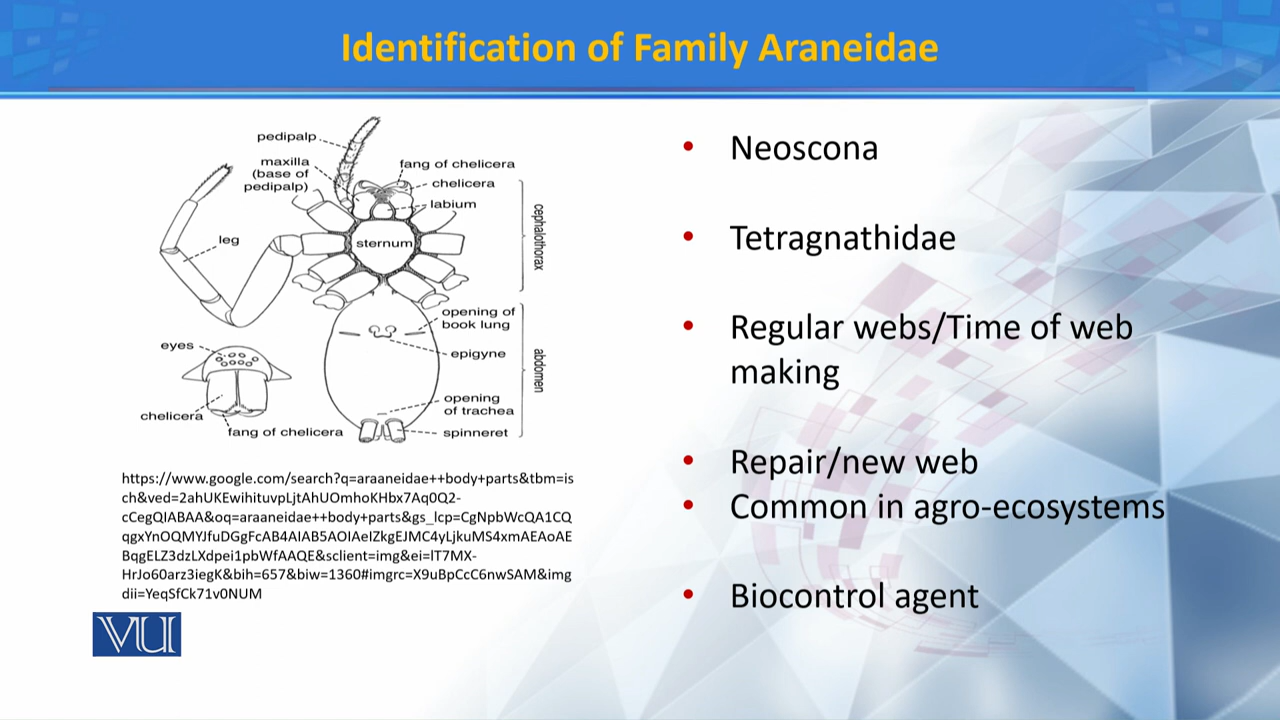 Identification of Family Araneidae
pedipalp
maxilla
(base of
pedipalp)
fang of chelicera
chelicera
labium
leg
sternum
cephalothorax
opening of
book lung
epigyne
abdomen
opening
of trachea
spinneret
eyes
chelicera
fang of chelicera
https://www.google.com/search?q=araaneidae++body+parts&tbm=is
ch&ved=2ahUKEwihituvpLjtAhUOmhoKHbx7Aq0Q2-
cCegQIABAA&oq=araaneidae++body+parts&gs_lcp=CgNpbWcQA1CQ
qgxYnOQMYJfuDGgFcAB4AIAB5AOIAelZkgEJMC4yLjkuMS4xmAEAoAE
BqgELZ3dzLXdpei1pbWfAAQE&sclient=img&ei=lT7MX-
HrJo60arz3iegK&bih=657&biw=1360#imgrc=X9uBpCcC6nwSAM&img
dii=YeqSfCk71v0NUM
VU
• Neoscona
• Tetragnathidae
• Regular webs/Time of web
making
• Repair/new web
• Common in agro-ecosystems
• Biocontrol agent